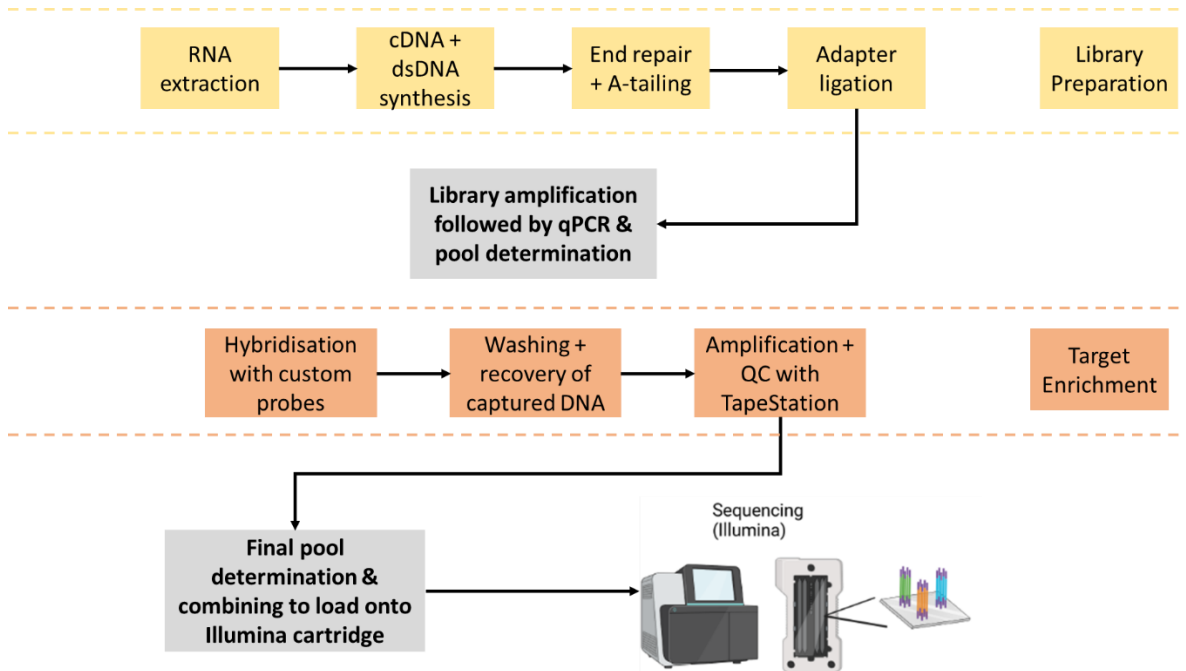 RNA
extraction
cDNA +
dsDNA
synthesis
End repair
+ A-tailing
Adapter
ligation
Library
Preparation
Library amplification
followed by qPCR &
pool determination
Hybridisation
with custom
probes
Washing +
recovery of
captured DNA
Amplification +
QC with
TapeStation
Target
Enrichment
Final pool
determination &
combining to load onto
Illumina cartridge
Sequencing
(Illumina)